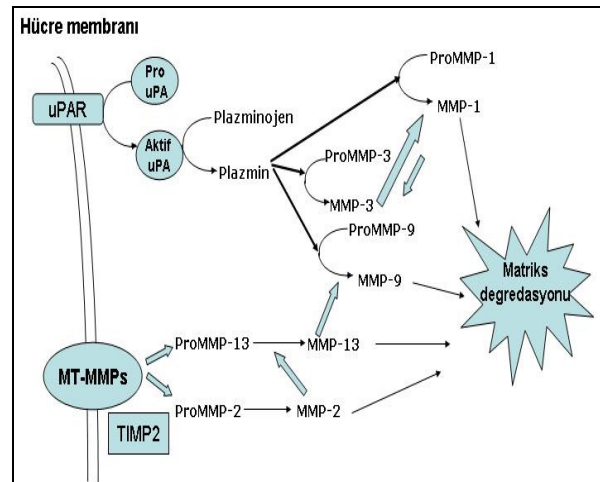 Hücre membranı
Pro
uPA
uPAR
Aktif
uPA
Plazminojen
Plazmin
ProMMP-1
MMP-1
ProMMP-3
MMP-3
ProMMP-9
MMP-9
Matriks
degredasyonu
ProMMP-13
MMP-13
MT-MMPs
ProMMP-2
MMP-2
TIMP2